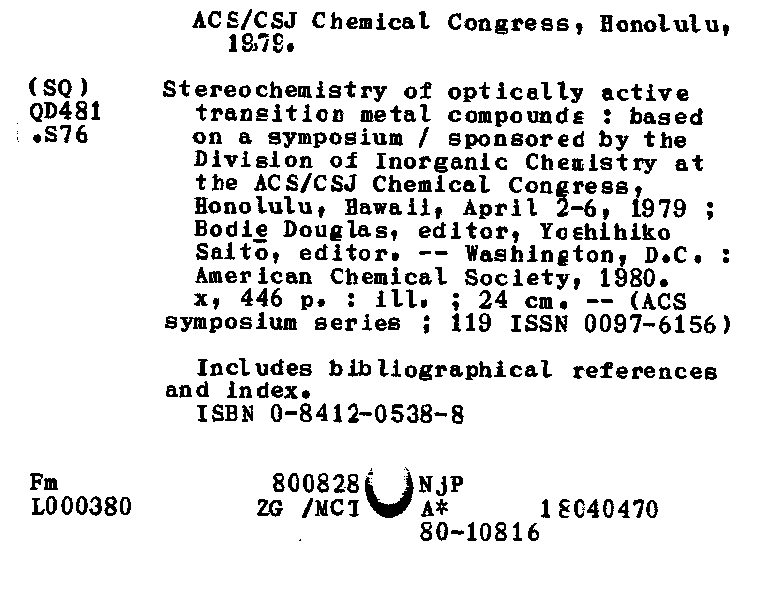 ACS/CSJ Chemical Congress, Honolulu,
1979.
(SQ) Stereochemistry of optically active
QD481 transition metal compounds : based
.S76 on a symposium / sponsored by the
Division of Inorganic Chemistry at
the ACS/CSJ Chemical Congress,
Honolulu, Hawaii, April 2-6, 1979 ;
Bodie Douglas, editor, Yoshihiko
Saitō, editor. -- Washington, D.C. :
American Chemical Society, 1980.
x, 446 p. : ill. ; 24 cm. -- (ACS
symposium series ; 119 ISSN 0097-6156)
Includes bibliographical references
and index.
ISBN 0-8412-0538-8
Fm 800828 NjP
L000380 ZG /MCI A* 18040470
80-10816